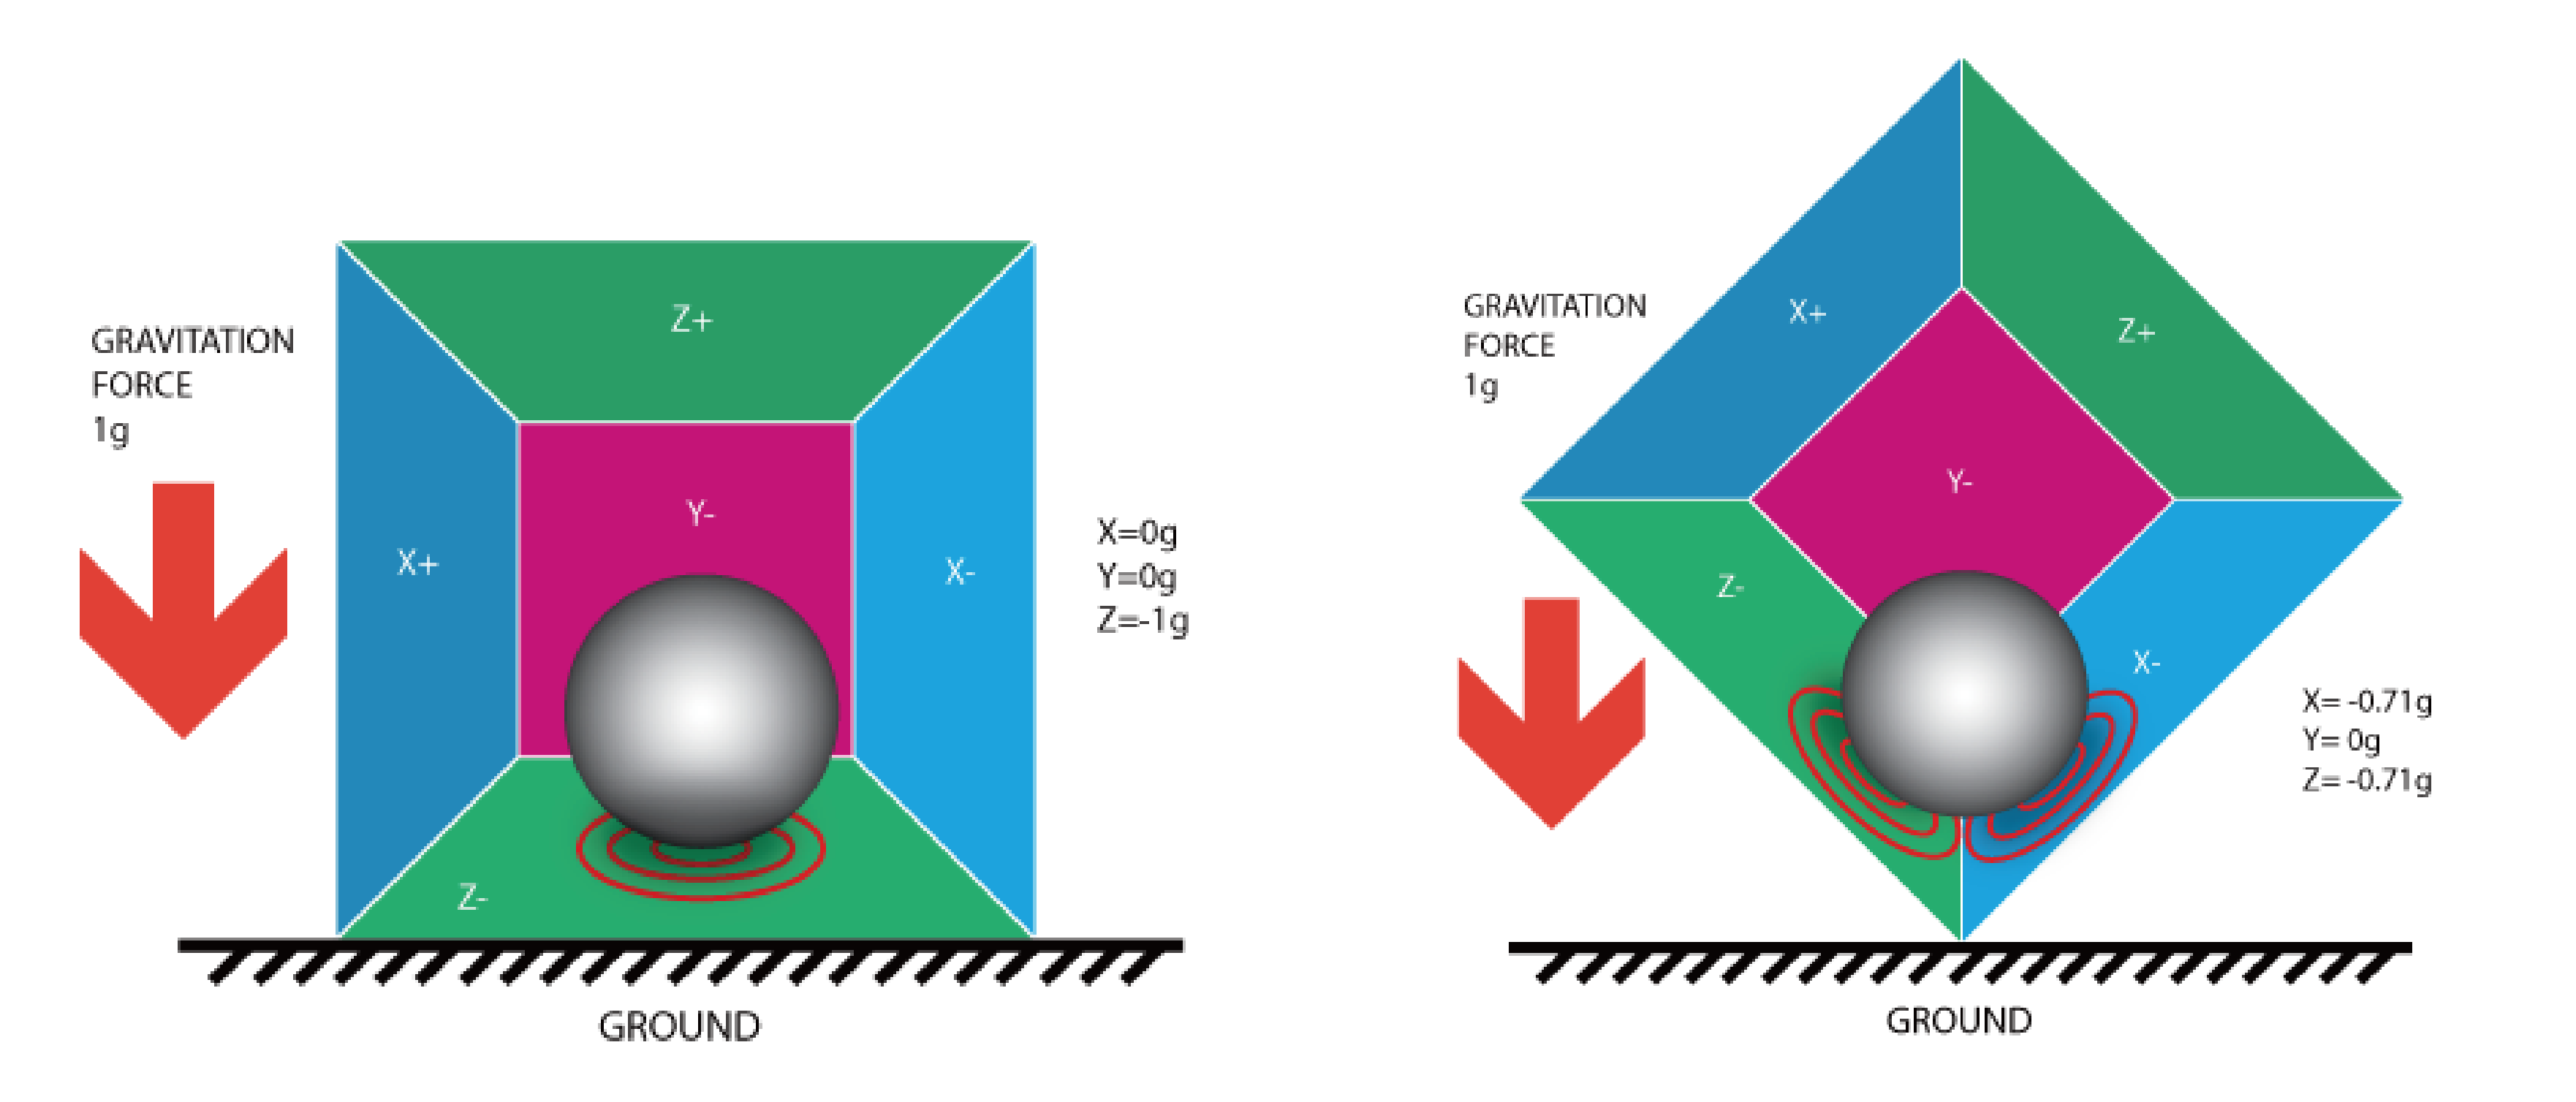 GRAVITATION
FORCE
1g
Z+
Y-
X+
X-
Z-
X=0g
Y=0g
Z=-1g
GROUND
GRAVITATION
FORCE
1g
X+
Z+
Y-
Z-
X-
X= -0.71g
Y= 0g
Z= -0.71g
GROUND